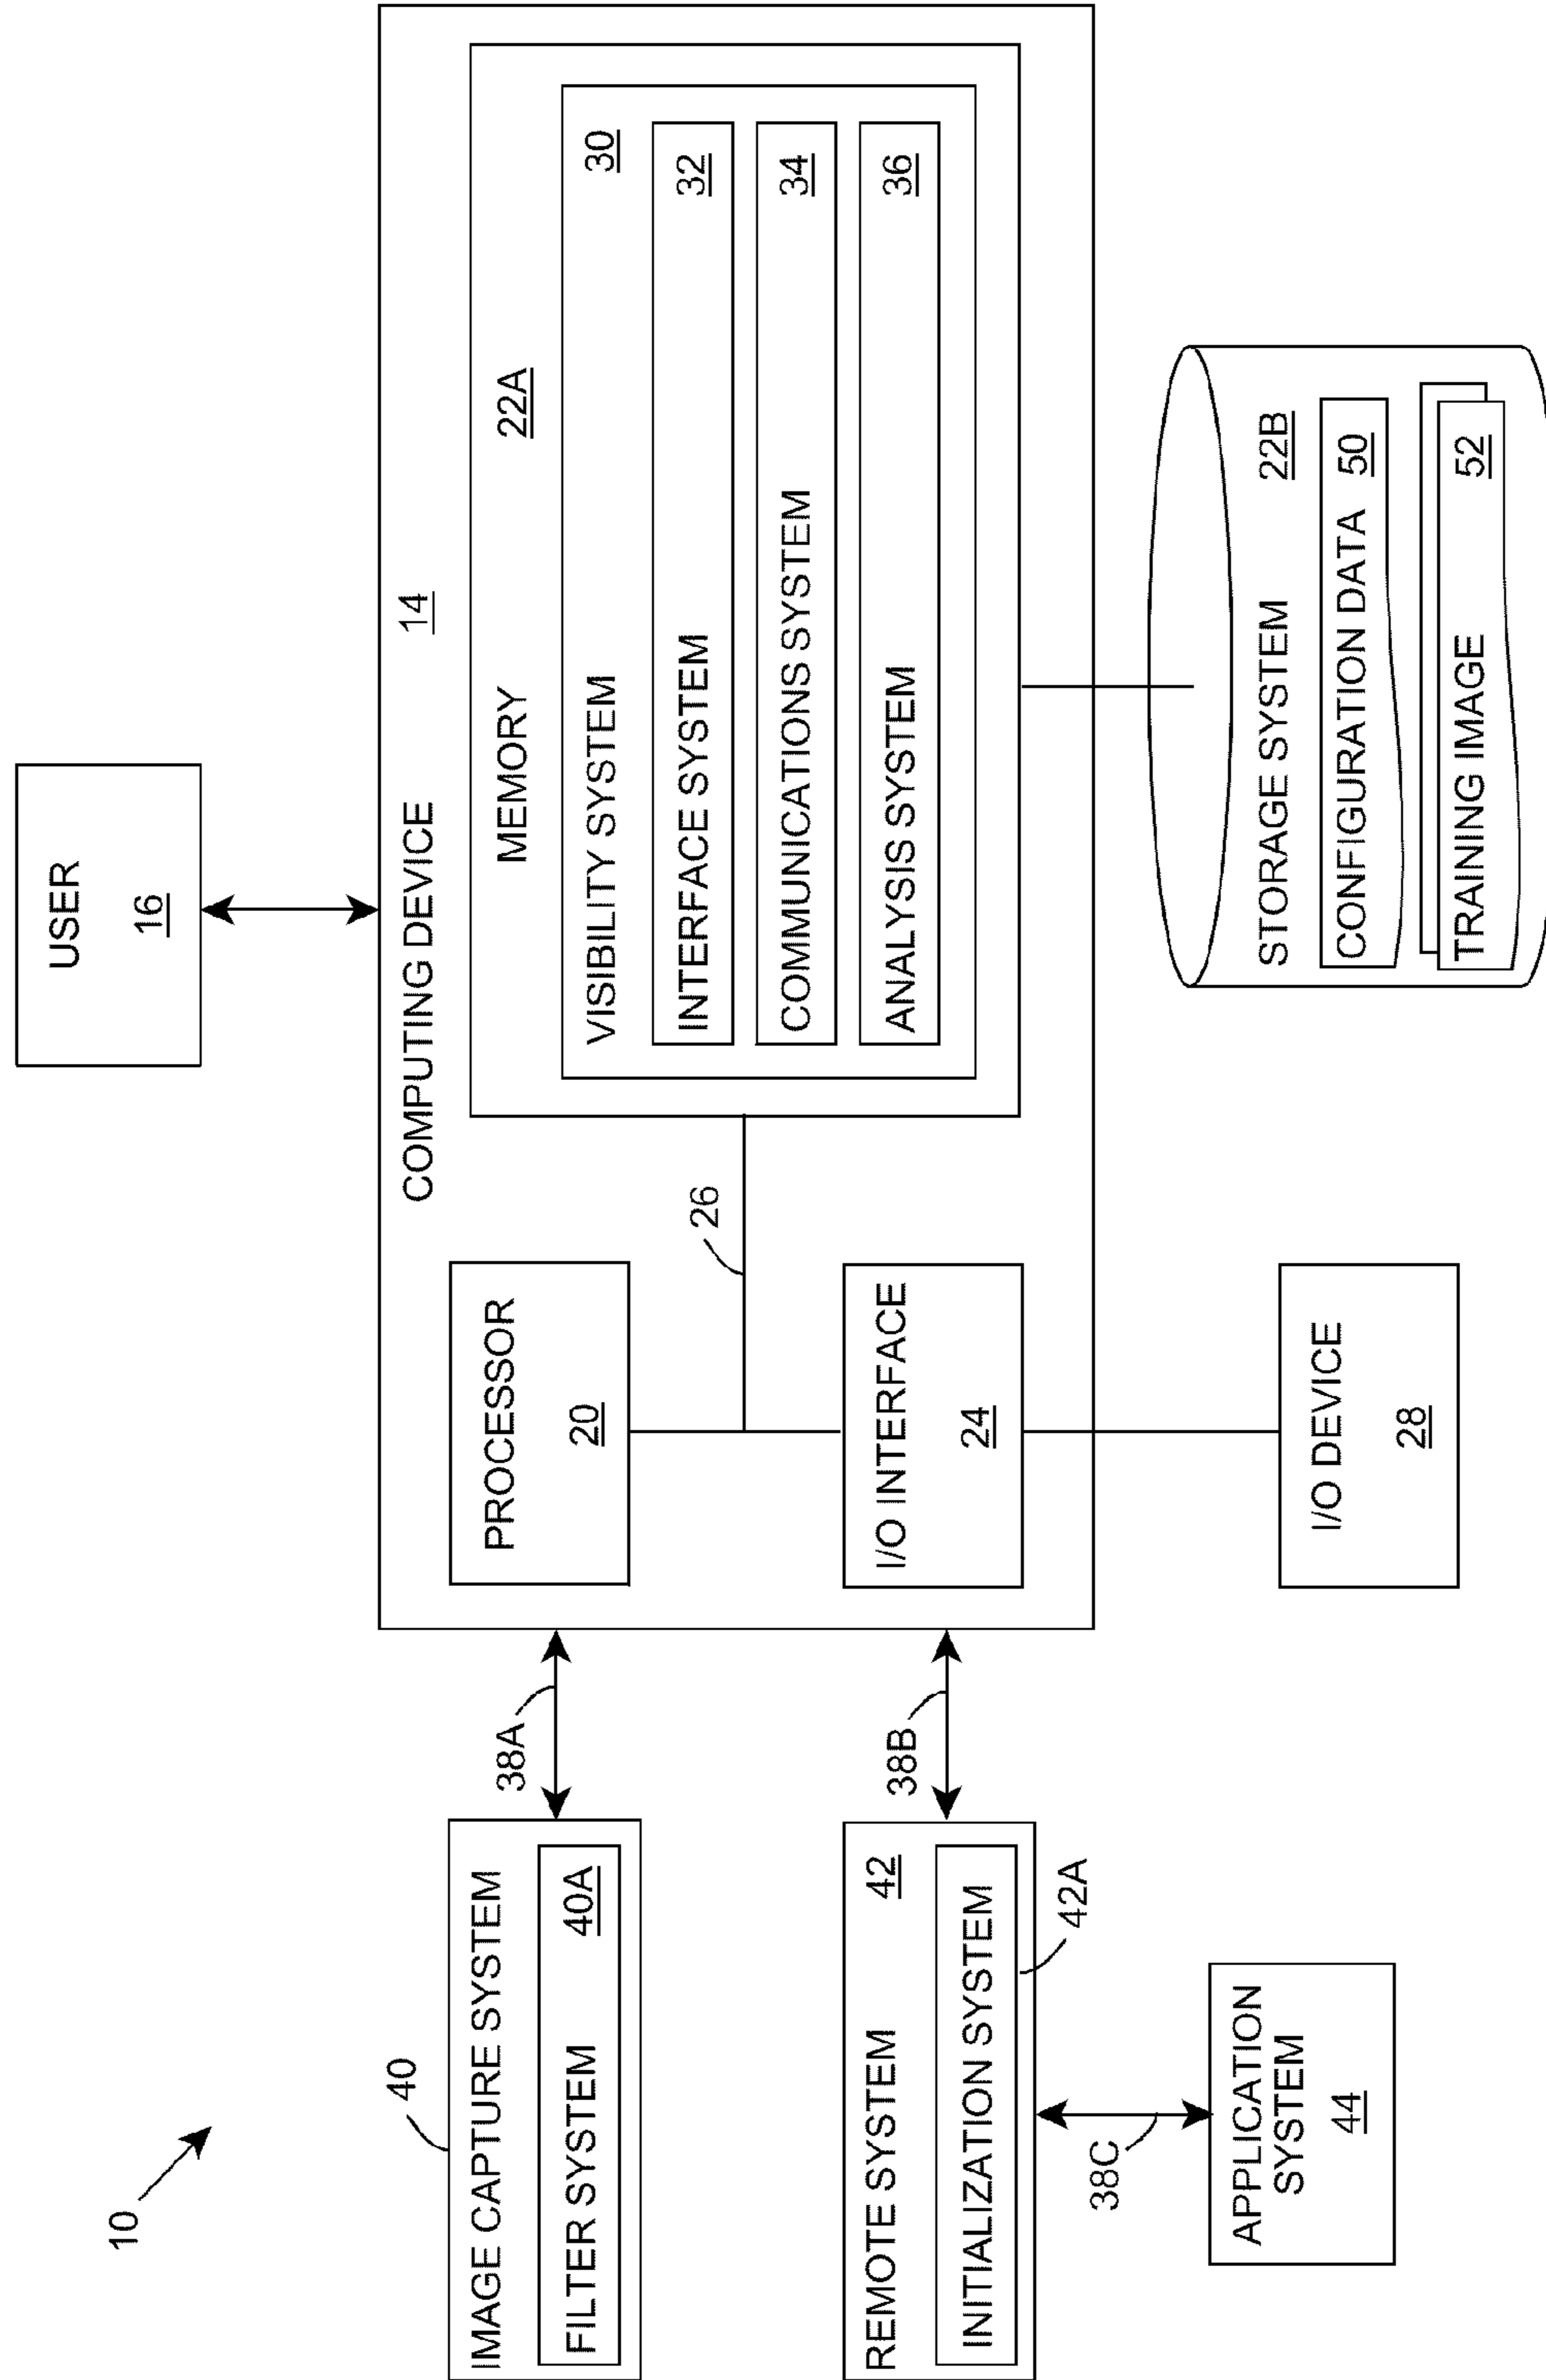 10
USER
16
COMPUTING DEVICE 14
IMAGE CAPTURE SYSTEM
40
FILTER SYSTEM 40A
38A
PROCESSOR
20
MEMORY 22A
VISIBILITY SYSTEM 30
INTERFACE SYSTEM 32
COMMUNICATIONS SYSTEM 34
ANALYSIS SYSTEM 36
26
REMOTE SYSTEM 42
INITIALIZATION SYSTEM
42A
38B
I/O INTERFACE
24
38C
APPLICATION
SYSTEM
44
I/O DEVICE
28
STORAGE SYSTEM 22B
CONFIGURATION DATA 50
TRAINING IMAGE 52